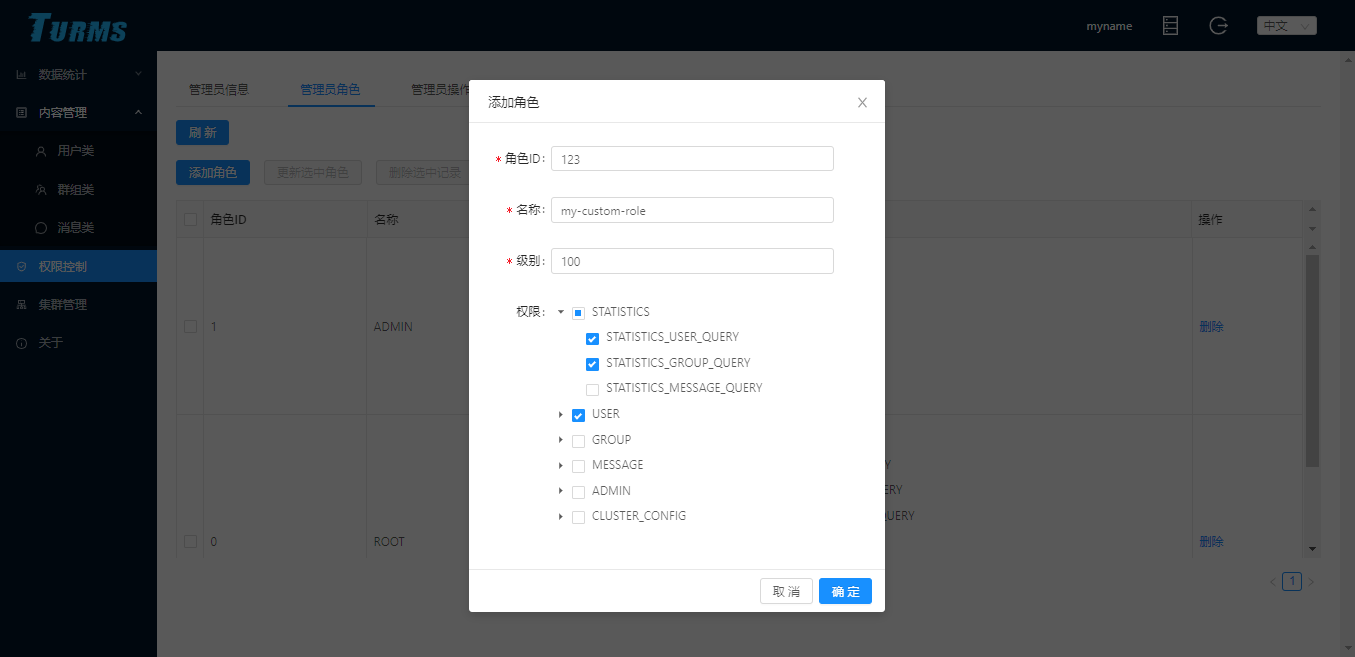 TURMS
myname
中文
数据统计
内容管理
用户类
群组类
消息类
权限控制
集群管理
关于
管理员信息
管理员角色
管理员操作
刷 新
添加角色
更新选中角色
删除选中记录
角色ID
名称
操作
1
ADMIN
删除
0
ROOT
Y
ERY
QUERY
删除
1
添加角色
* 角色ID:
123
* 名称:
my-custom-role
* 级别:
100
权限:
STATISTICS
STATISTICS_USER_QUERY
STATISTICS_GROUP_QUERY
STATISTICS_MESSAGE_QUERY
USER
GROUP
MESSAGE
ADMIN
CLUSTER_CONFIG
取 消
确 定